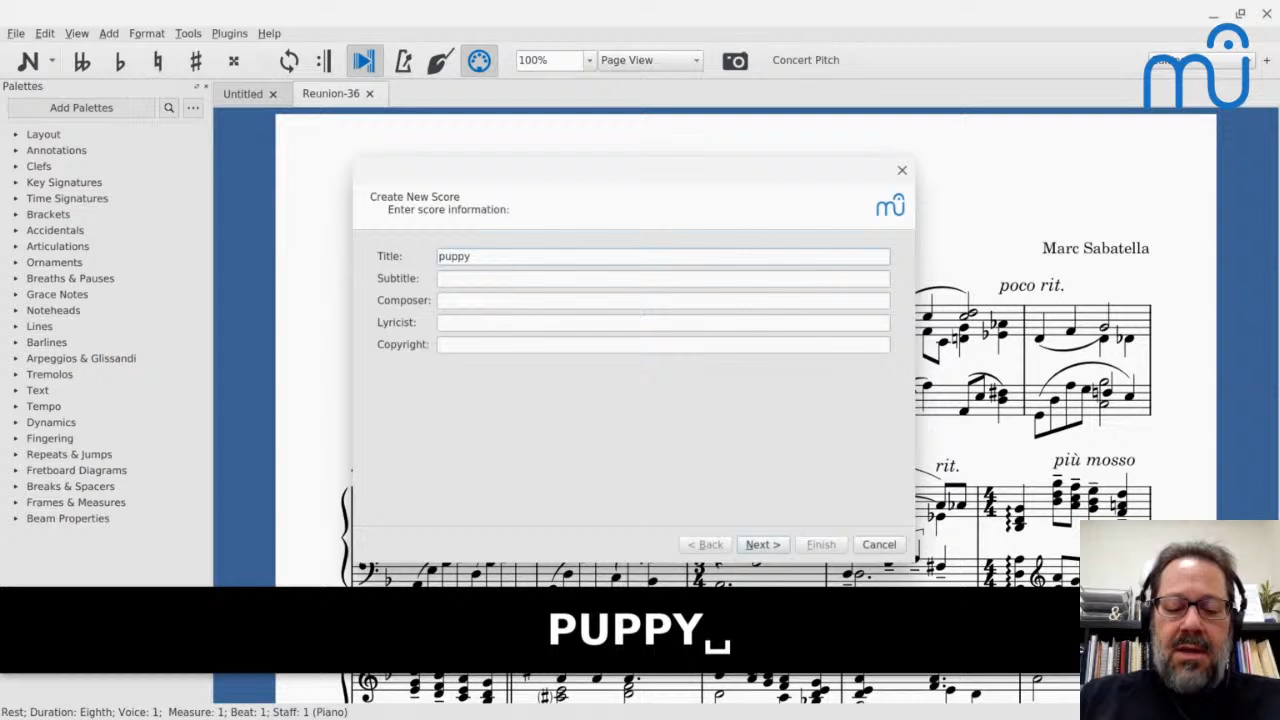 File Edit View Add Format Tools Plugins Help
100% Page View Concert Pitch
Palettes
Untitled Reunion-36
Add Palettes
Layout
Annotations
Clefs
Key Signatures
Time Signatures
Brackets
Accidentals
Articulations
Ornaments
Breaths & Pauses
Grace Notes
Noteheads
Lines
Barlines
Arpeggios & Glissandi
Tremolos
Text
Tempo
Dynamics
Fingering
Repeats & Jumps
Fretboard Diagrams
Breaks & Spacers
Frames & Measures
Beam Properties
Create New Score
Enter score information:
Title: puppy
Subtitle:
Composer:
Lyricist:
Copyright:
< Back Next > Finish Cancel
Marc Sabatella
poco rit.
rit. più mosso
PUPPY␣
Rest; Duration: Eighth; Voice: 1; Measure: 1; Beat: 1; Staff: 1 (Piano)